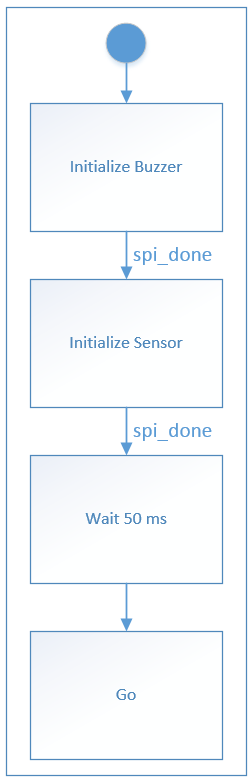 Initialize Buzzer
spi_done
Initialize Sensor
spi_done
Wait 50 ms
Go